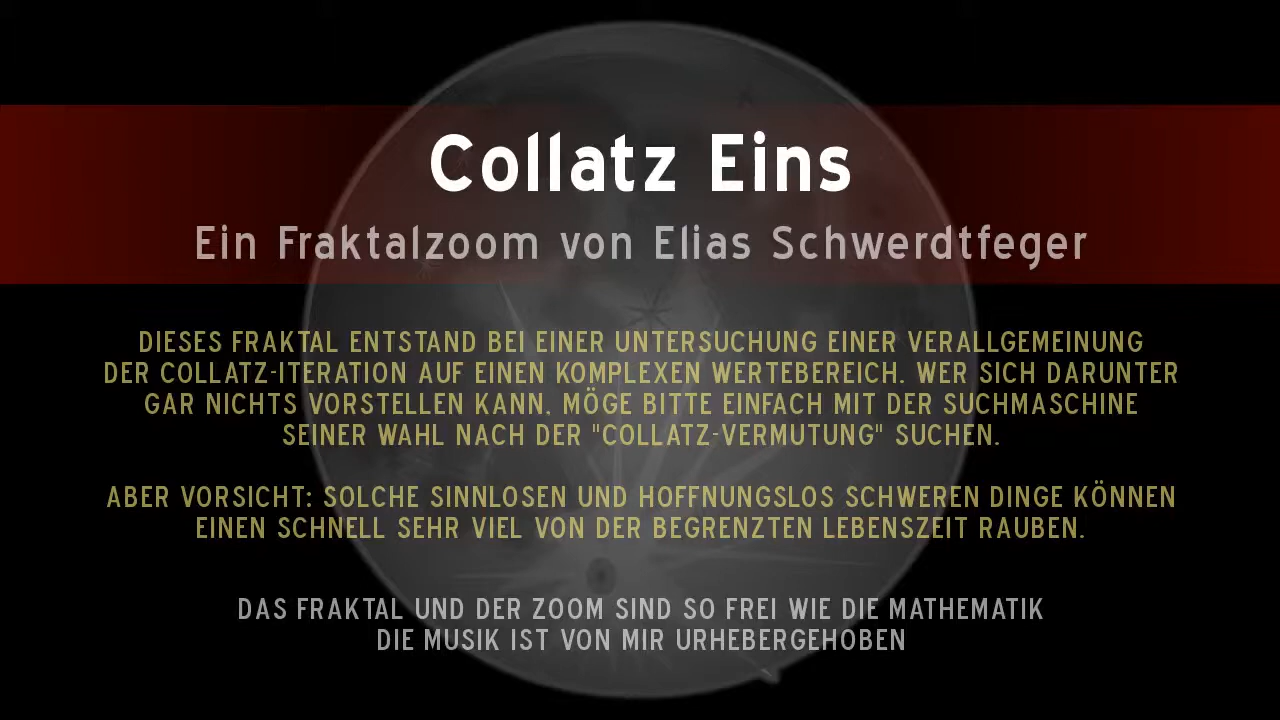 Collatz Eins
Ein Fraktalzoom von Elias Schwerdtfeger
DIESES FRAKTAL ENTSTAND BEI EINER UNTERSUCHUNG EINER VERALLGEMEINUNG
DER COLLATZ-ITERATION AUF EINEN KOMPLEXEN WERTEBEREICH. WER SICH DARUNTER
GAR NICHTS VORSTELLEN KANN, MÖGE BITTE EINFACH MIT DER SUCHMASCHINE
SEINER WAHL NACH DER "COLLATZ-VERMUTUNG" SUCHEN.
ABER VORSICHT: SOLCHE SINNLOSEN UND HOFFNUNGSLOS SCHWEREN DINGE KÖNNEN
EINEN SCHNELL SEHR VIEL VON DER BEGRENZTEN LEBENSZEIT RAUBEN.
DAS FRAKTAL UND DER ZOOM SIND SO FREI WIE DIE MATHEMATIK
DIE MUSIK IST VON MIR URHEBERGEHOBEN